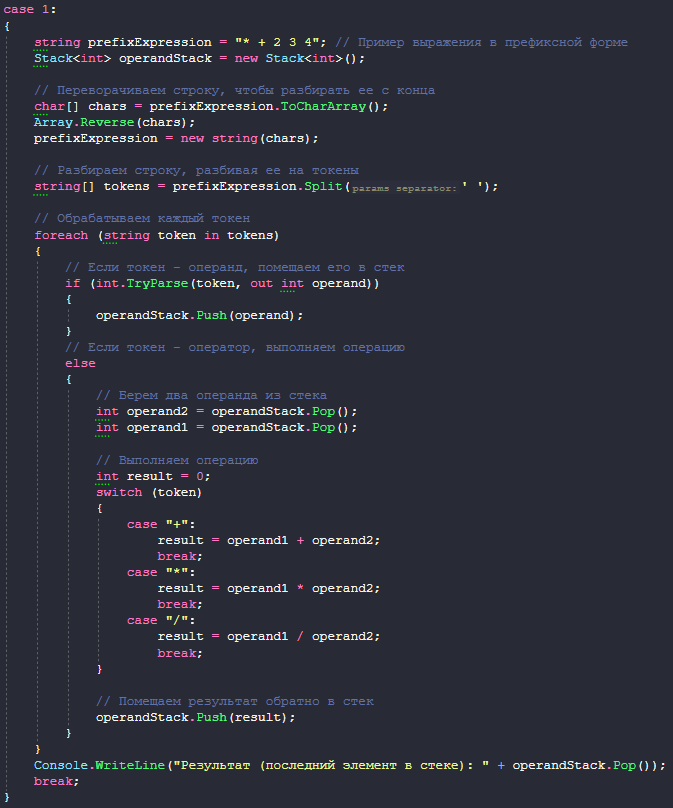 case 1:
{
string prefixExpression = "* + 2 3 4"; // Пример выражения в префиксной форме
Stack<int> operandStack = new Stack<int>();
// Переворачиваем строку, чтобы разбирать ее с конца
char[] chars = prefixExpression.ToCharArray();
Array.Reverse(chars);
prefixExpression = new string(chars);
// Разбираем строку, разбивая ее на токены
string[] tokens = prefixExpression.Split(params separator: ' ');
// Обрабатываем каждый токен
foreach (string token in tokens)
{
// Если токен - операнд, помещаем его в стек
if (int.TryParse(token, out int operand))
{
operandStack.Push(operand);
}
// Если токен - оператор, выполняем операцию
else
{
// Берем два операнда из стека
int operand2 = operandStack.Pop();
int operand1 = operandStack.Pop();
// Выполняем операцию
int result = 0;
switch (token)
{
case "+":
result = operand1 + operand2;
break;
case "*":
result = operand1 * operand2;
break;
case "/":
result = operand1 / operand2;
break;
}
// Помещаем результат обратно в стек
operandStack.Push(result);
}
}
Console.WriteLine("Результат (последний элемент в стеке): " + operandStack.Pop());
break;
}